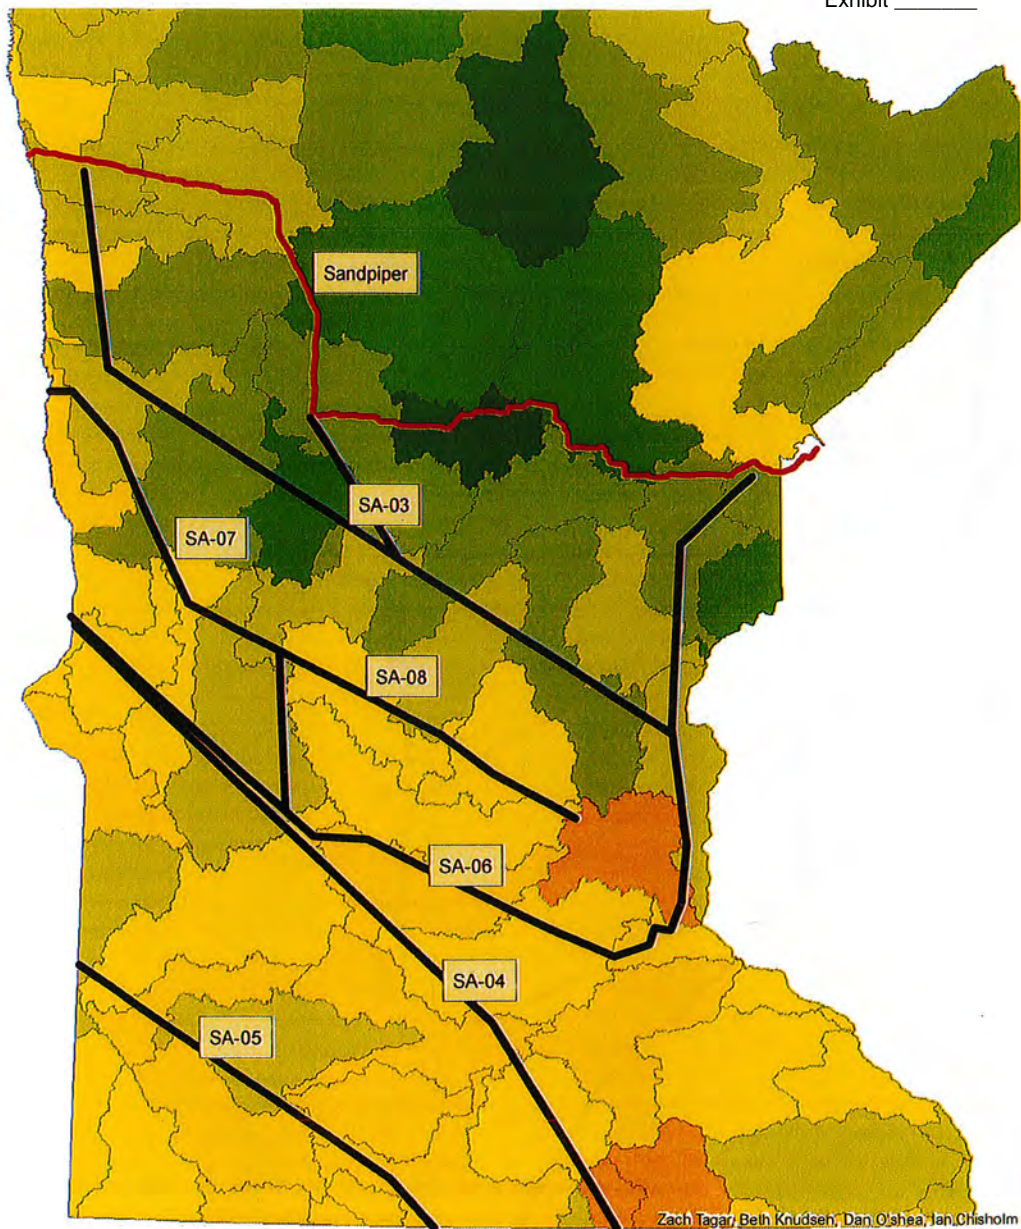 Exhibit _______
Sandpiper
SA-03
SA-07
SA-08
SA-06
SA-04
SA-05
Zach Tagar, Beth Knudsen, Dan O'shea, Ian Chisholm